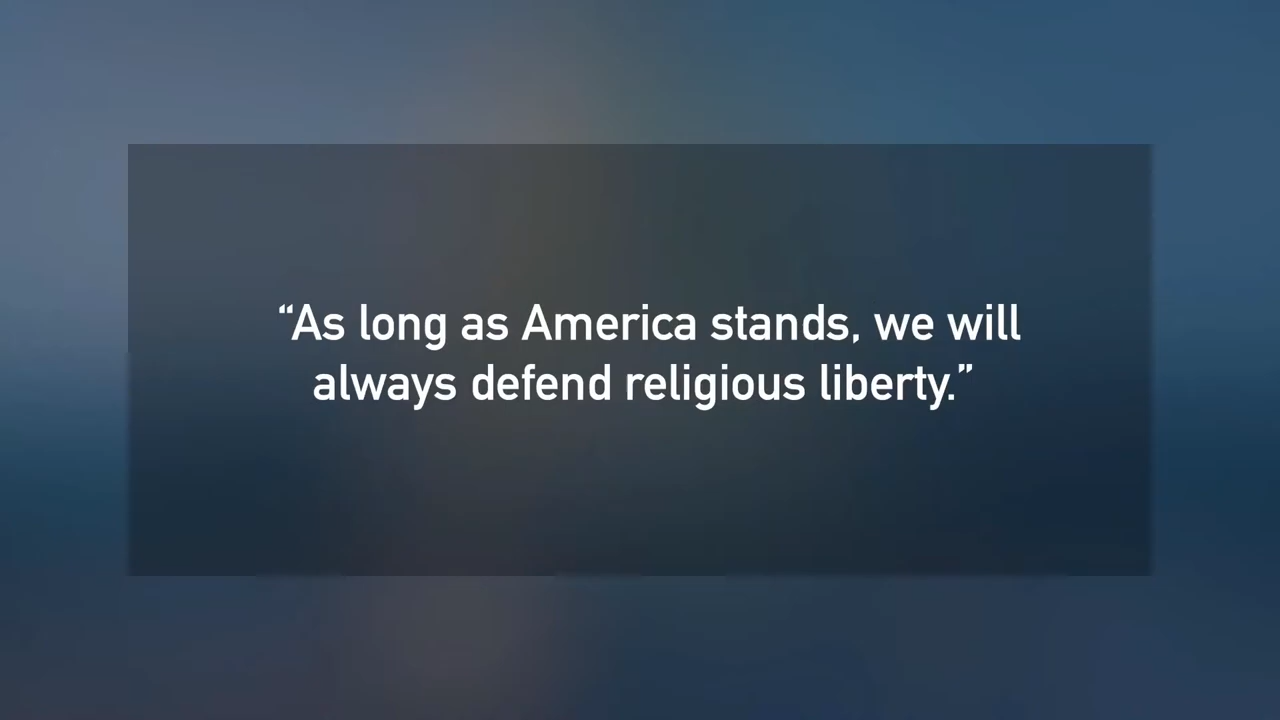 “As long as America stands, we will
always defend religious liberty.”